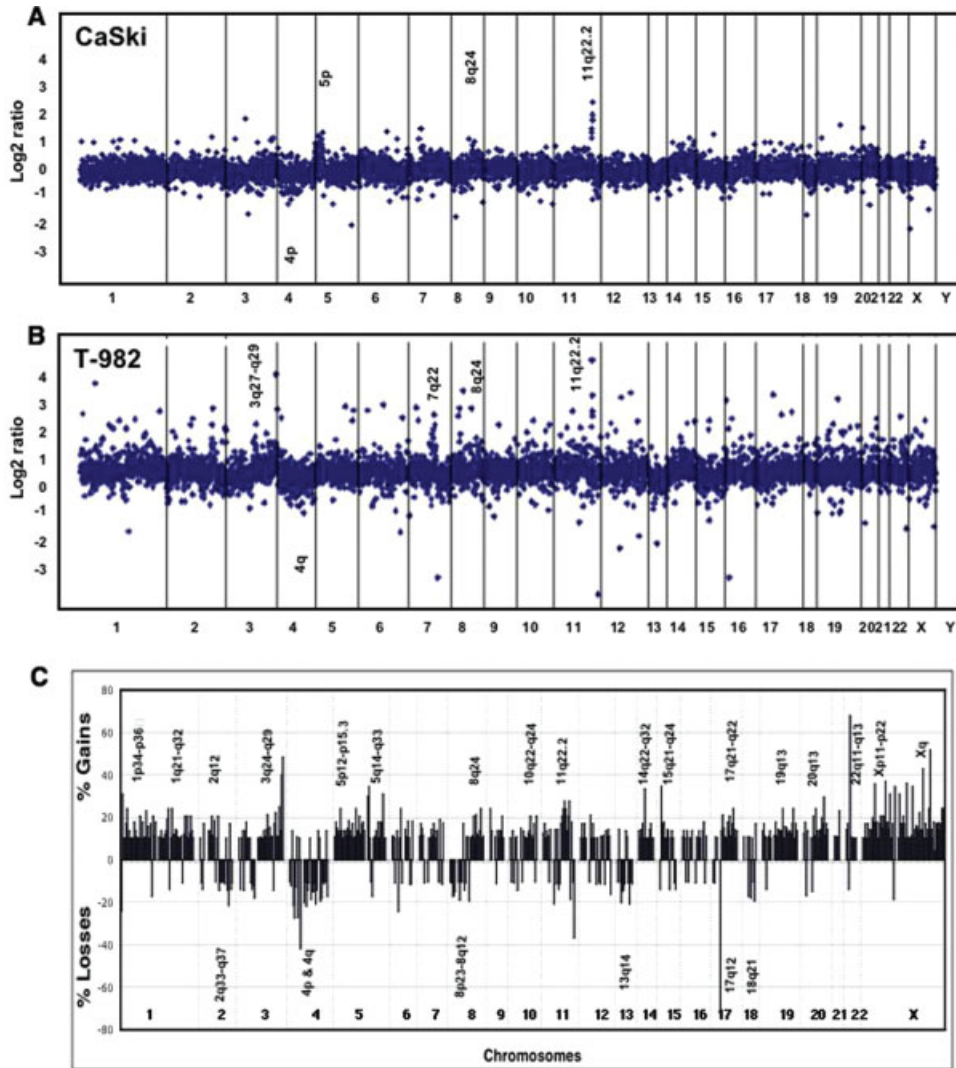 A
CaSki
Log2 ratio
4
3
2
1
0
-1
-2
-3
5p
8q24
11q22.2
4p
1 2 3 4 5 6 7 8 9 10 11 12 13 14 15 16 17 18 19 20 21 22 X Y
B
T-982
Log2 ratio
4
3
2
1
0
-1
-2
-3
3q27-q29
7q22
8q24
11q22.2
4q
1 2 3 4 5 6 7 8 9 10 11 12 13 14 15 16 17 18 19 20 21 22 X Y
C
% Gains
% Losses
80
60
40
20
0
-20
-40
-60
-80
1p34-p36
1q21-q32
2q12
3q24-q29
5p12-p15.3
5q14-q33
8q24
10q22-q24
11q22.2
14q22-q32
15q21-q24
17q21-q22
19q13
20q13
22q11-q13
Xp11-p22
Xq
2q33-q37
4p & 4q
8p23-8q12
13q14
17q12
18q21
1 2 3 4 5 6 7 8 9 10 11 12 13 14 15 16 17 18 19 20 21 22 X
Chromosomes